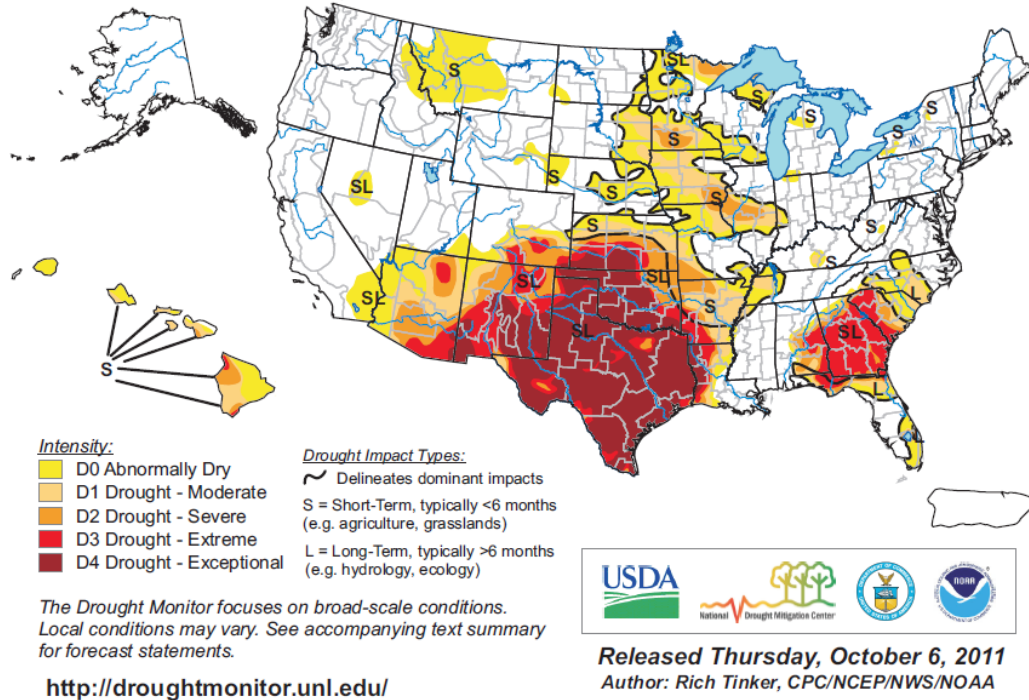 S
SL
S
S
SL
S
S
S
SL
S
S
S
S
S
SL
S
SL
SL
S
L
SL
SL
L
S
Intensity:
D0 Abnormally Dry
D1 Drought - Moderate
D2 Drought - Severe
D3 Drought - Extreme
D4 Drought - Exceptional
Drought Impact Types:
Delineates dominant impacts
S = Short-Term, typically <6 months
(e.g. agriculture, grasslands)
L = Long-Term, typically >6 months
(e.g. hydrology, ecology)
The Drought Monitor focuses on broad-scale conditions.
Local conditions may vary. See accompanying text summary
for forecast statements.
http://droughtmonitor.unl.edu/
USDA
National Drought Mitigation Center
NOAA
Released Thursday, October 6, 2011
Author: Rich Tinker, CPC/NCEP/NWS/NOAA